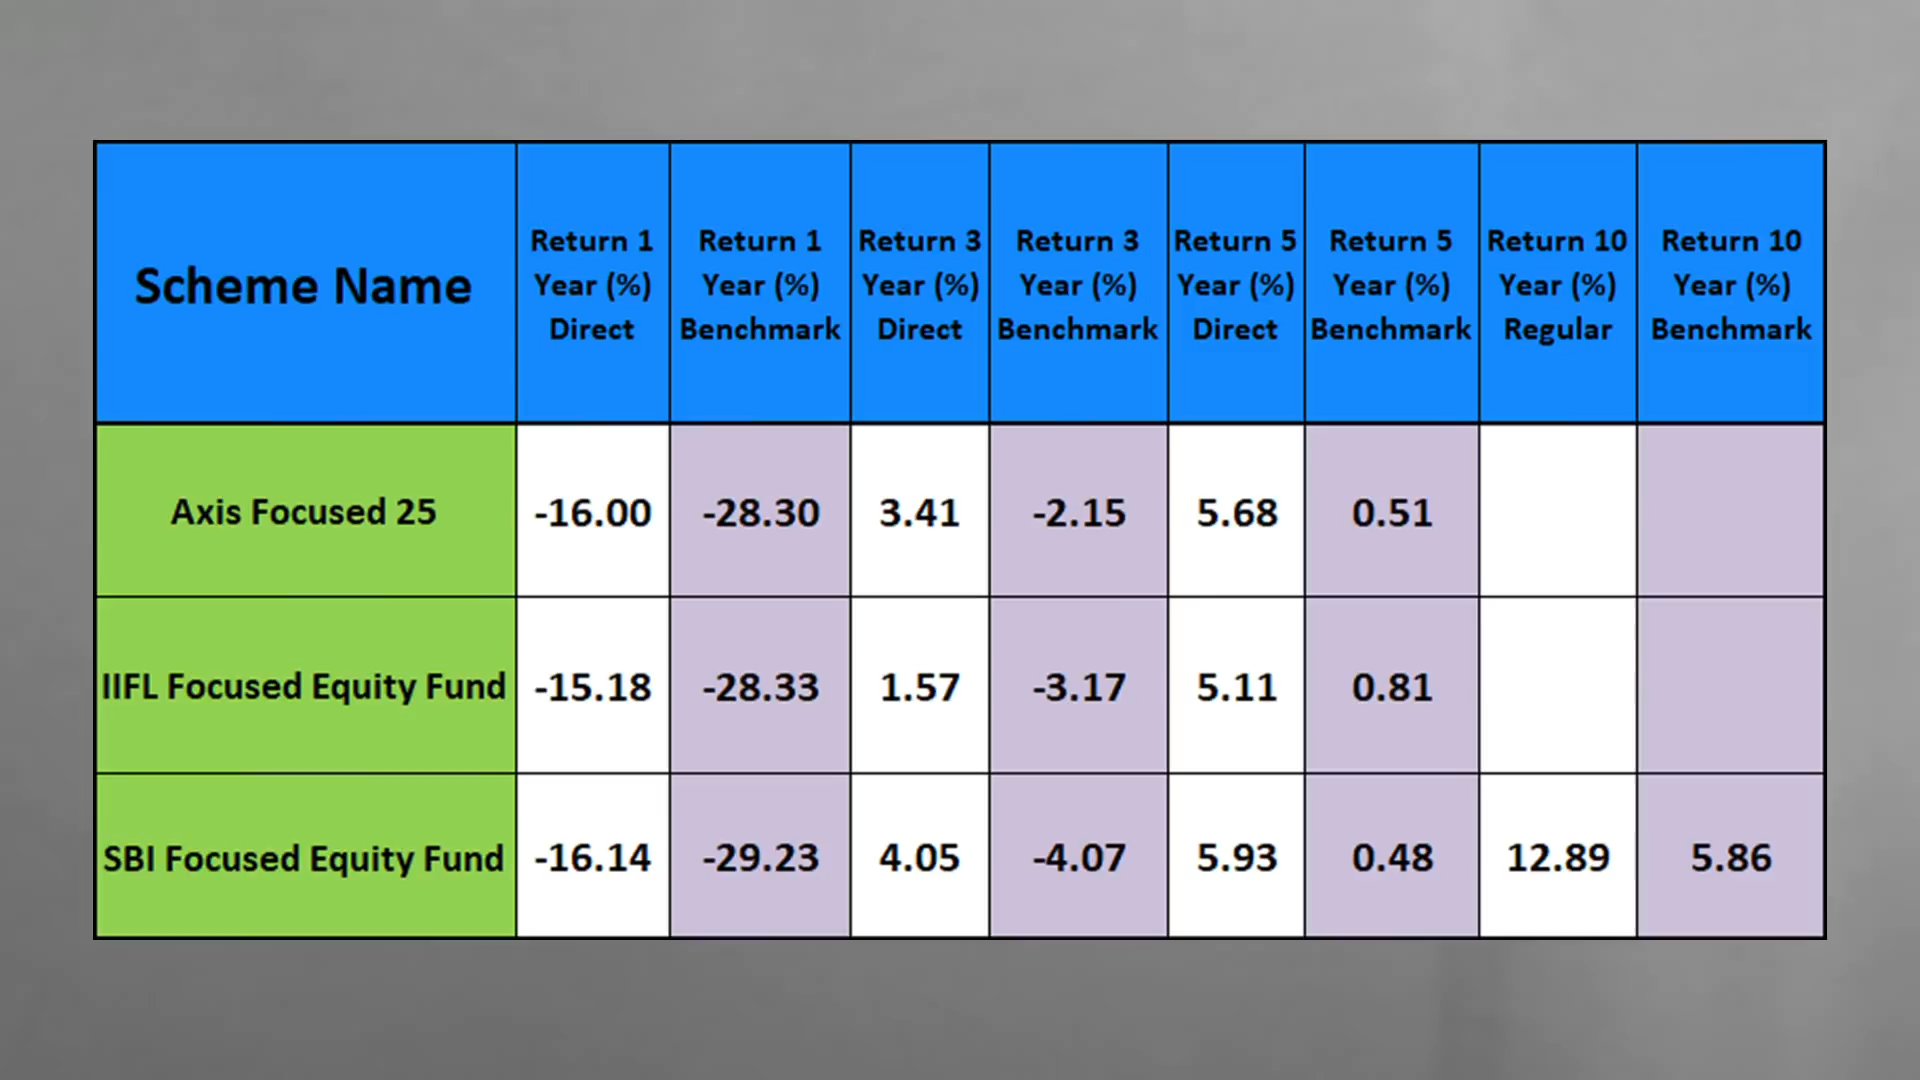 Scheme Name
Return 1 Year (%) Direct
Return 1 Year (%) Benchmark
Return 3 Year (%) Direct
Return 3 Year (%) Benchmark
Return 5 Year (%) Direct
Return 5 Year (%) Benchmark
Return 10 Year (%) Regular
Return 10 Year (%) Benchmark
Axis Focused 25 -16.00 -28.30 3.41 -2.15 5.68 0.51
IIFL Focused Equity Fund -15.18 -28.33 1.57 -3.17 5.11 0.81
SBI Focused Equity Fund -16.14 -29.23 4.05 -4.07 5.93 0.48 12.89 5.86